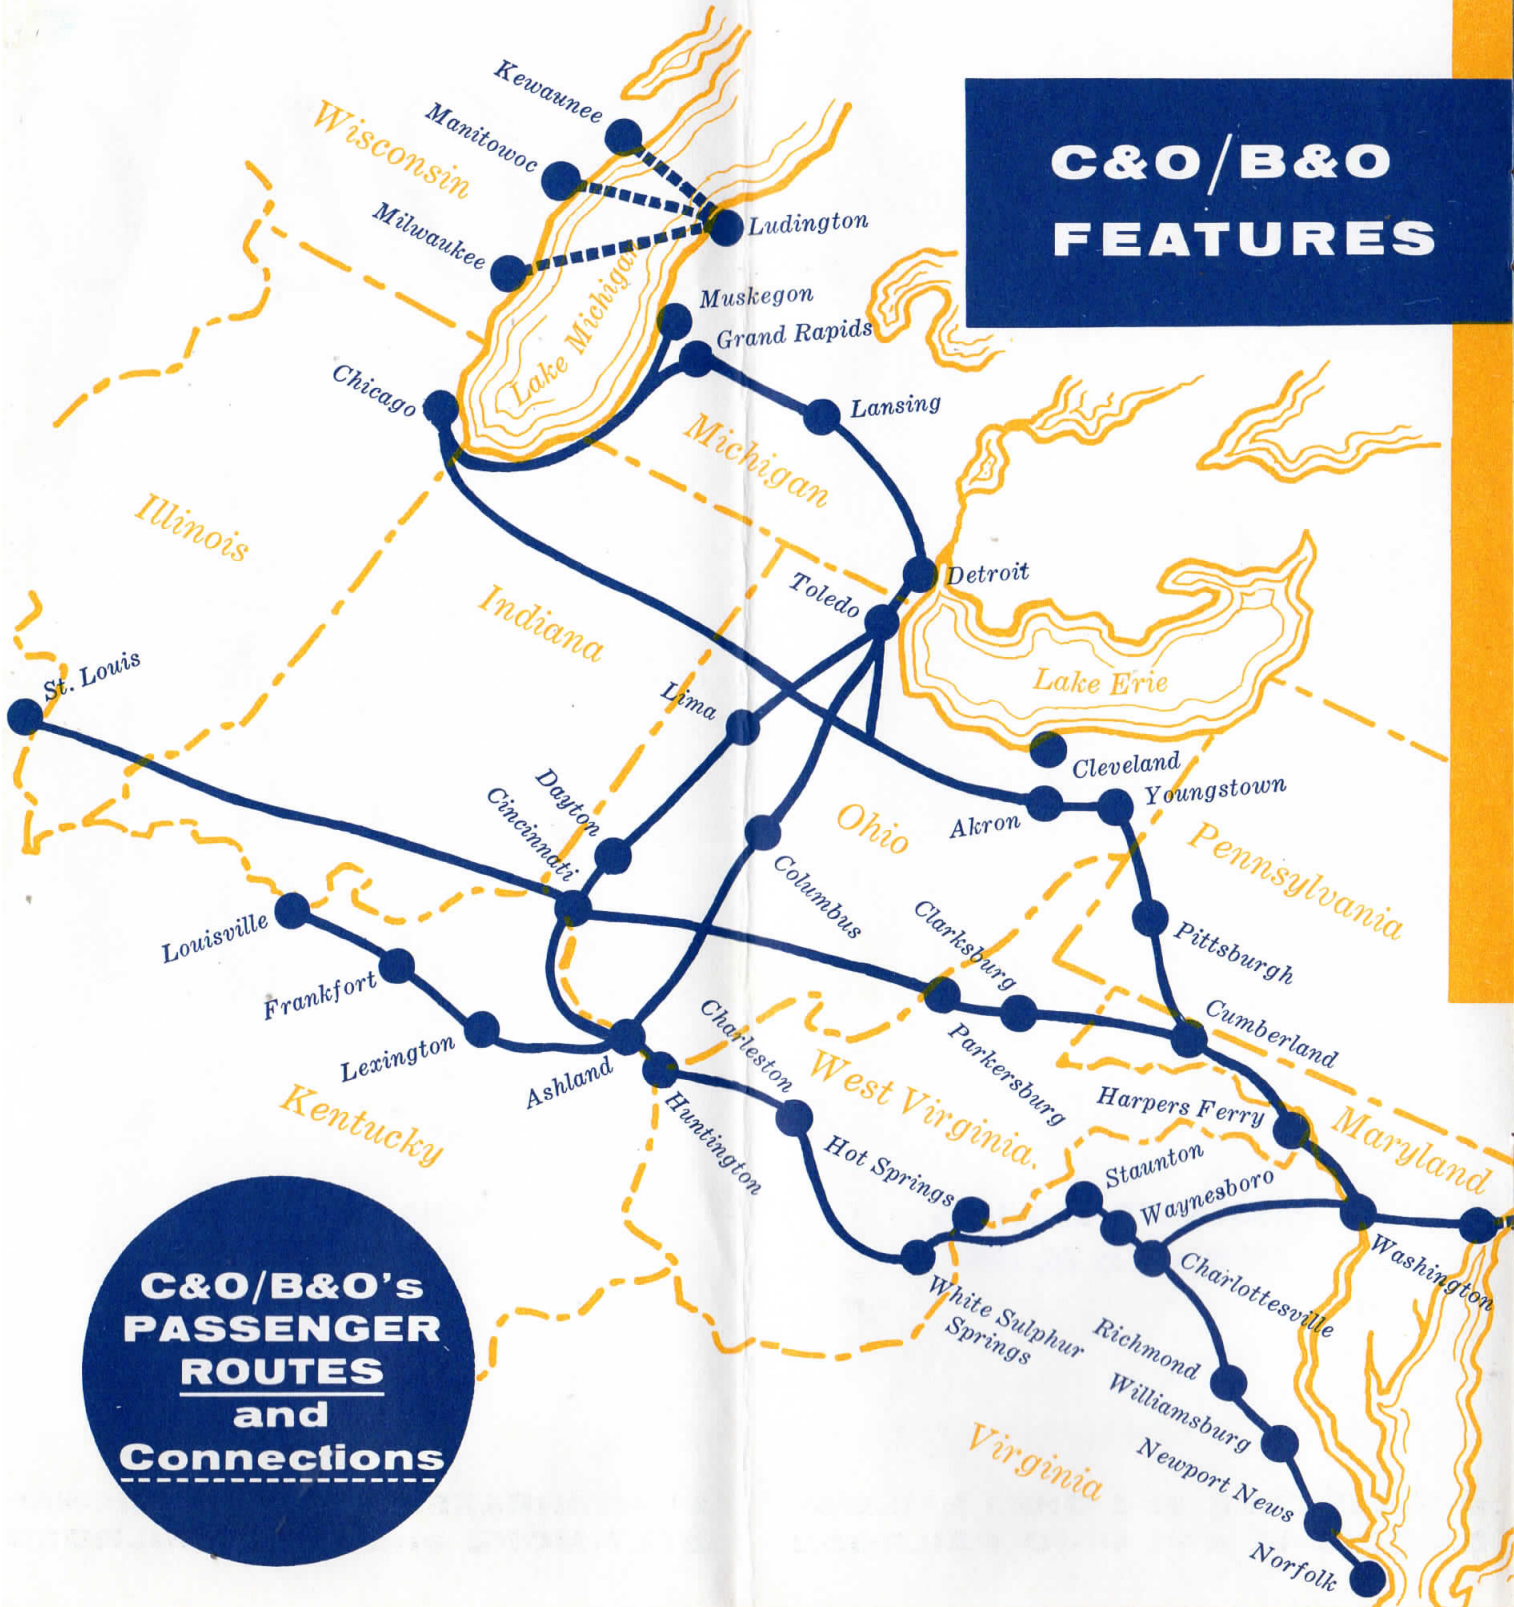 Kewaunee
Manitowoc
Wisconsin
Milwaukee
Ludington
C&O/B&O
FEATURES
Lake Michigan
Muskegon
Grand Rapids
Chicago
Lansing
Michigan
Illinois
Indiana
Detroit
Toledo
St. Louis
Lima
Lake Erie
Cleveland
Youngstown
Akron
Dayton
Cincinnati
Ohio
Pennsylvania
Columbus
Louisville
Frankfort
Lexington
Clarksburg
Pittsburgh
Cumberland
Parkersburg
Charleston
Ashland
Huntington
Kentucky
West Virginia.
Harpers Ferry
Maryland
Hot Springs
Staunton
Waynesboro
Washington
Charlottesville
White Sulphur
Springs
Richmond
Williamsburg
Newport News
Norfolk
Virginia
C&O/B&O's
PASSENGER
ROUTES
and
Connections